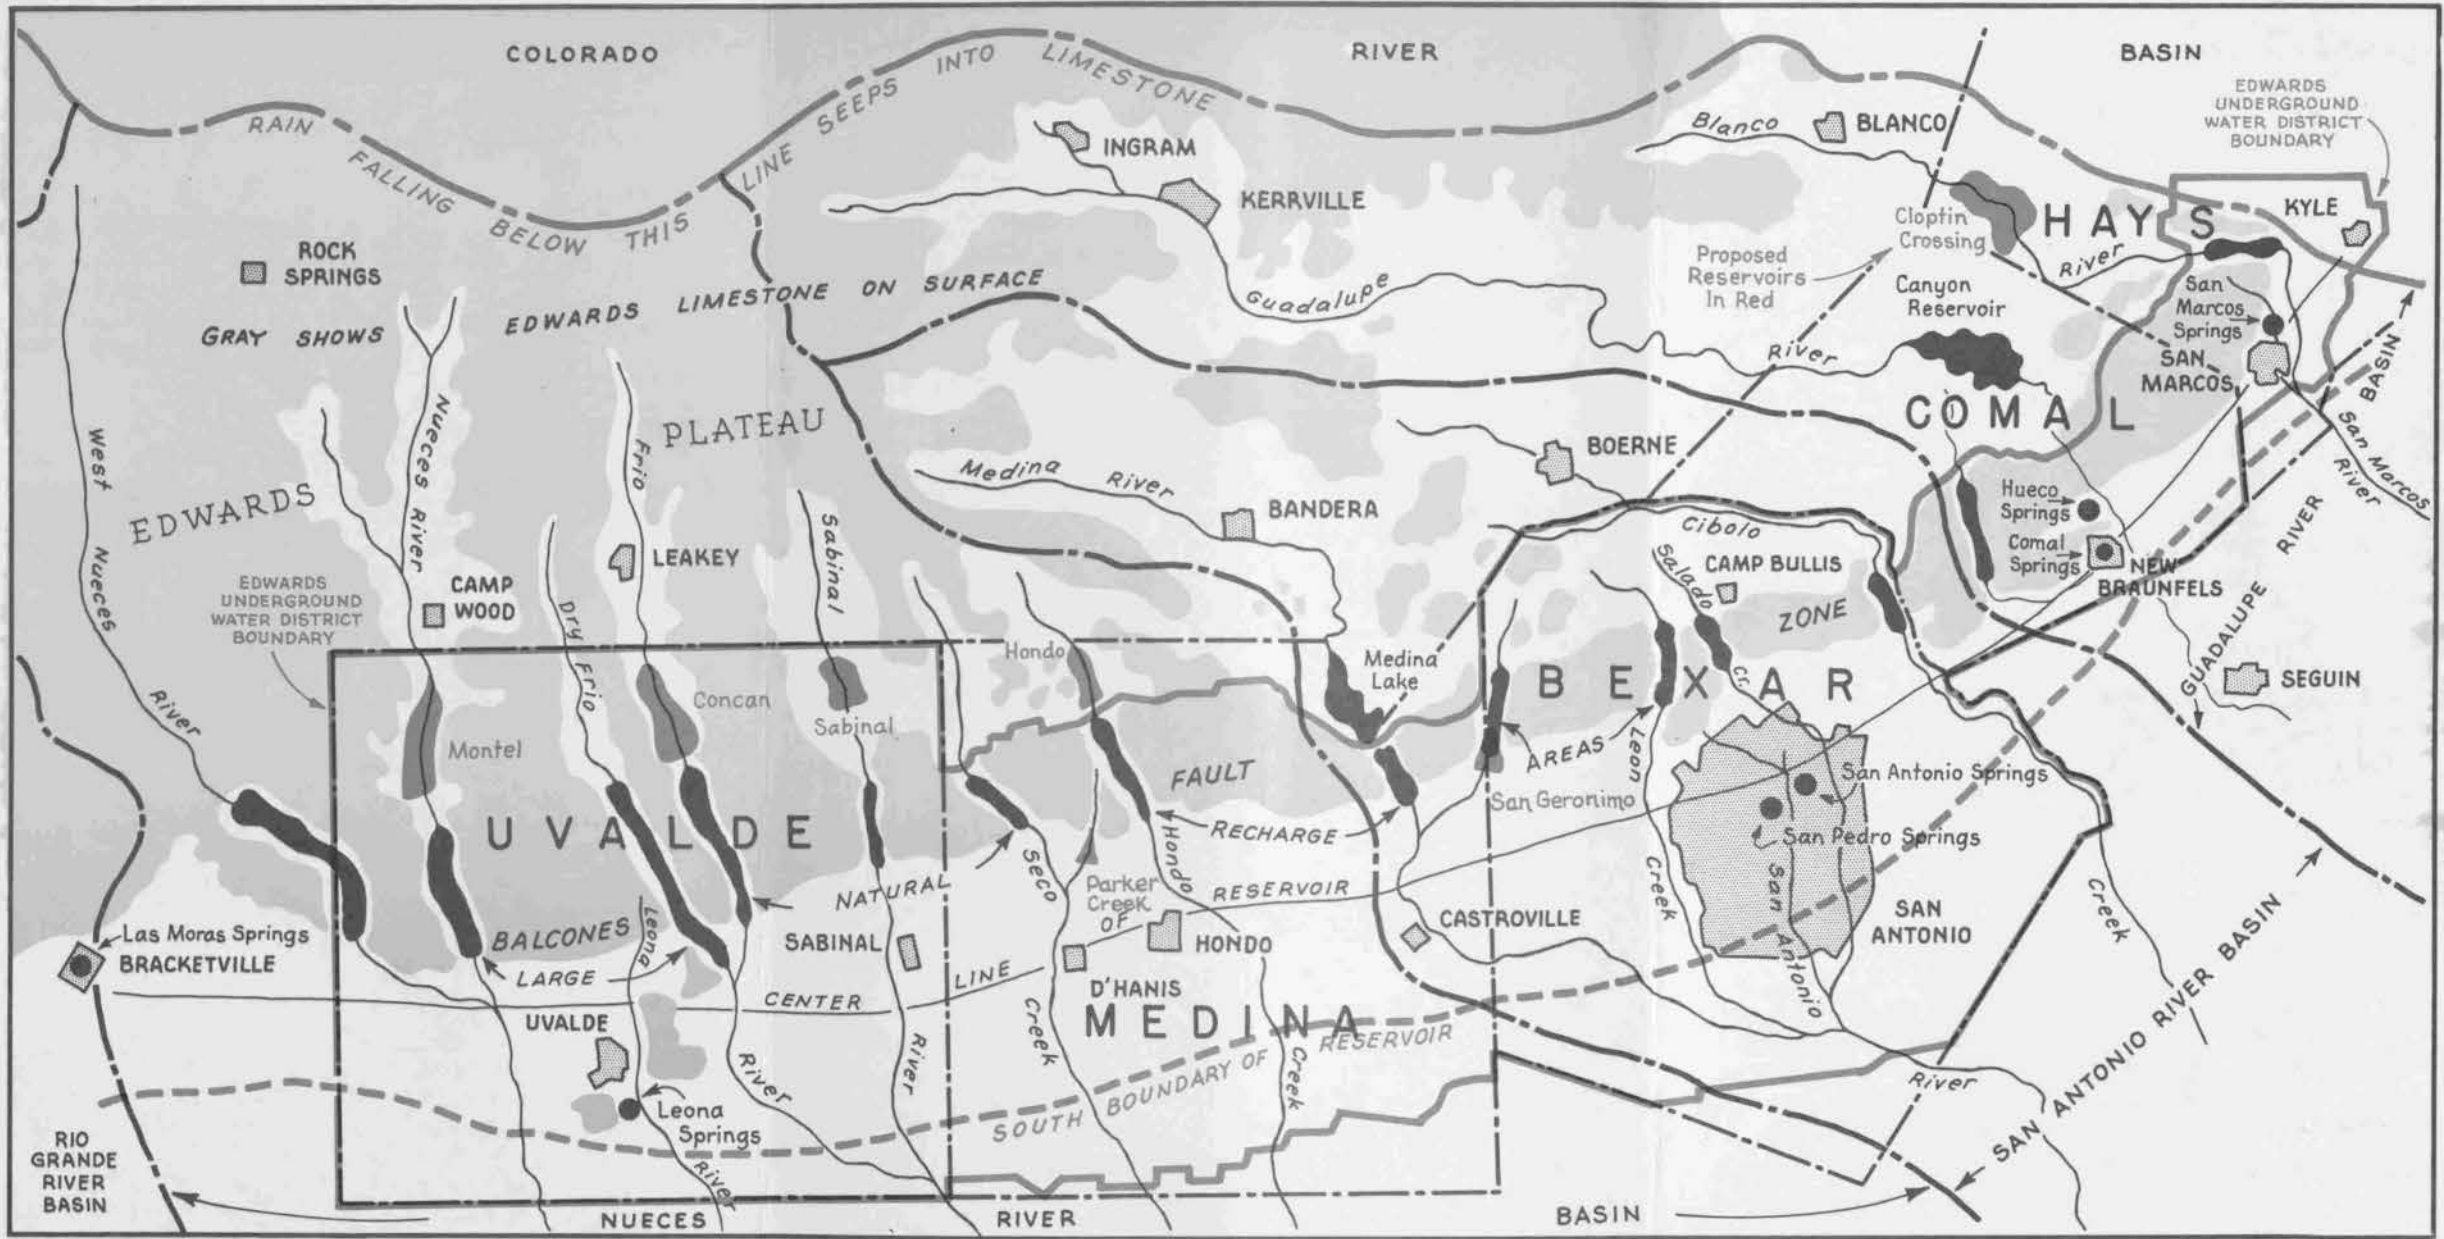 COLORADO RIVER BASIN
RAIN FALLING BELOW THIS LINE SEEPS INTO LIMESTONE
EDWARDS
UNDERGROUND
WATER DISTRICT
BOUNDARY
Blanco
BLANCO
INGRAM
KERRVILLE
Cloptin
Crossing
HAYS
KYLE
River
ROCK
SPRINGS
Proposed
Reservoirs
In Red
Canyon
Reservoir
San
Marcos
Springs
GRAY SHOWS EDWARDS LIMESTONE ON SURFACE
Guadalupe
River
SAN
MARCOS
BASIN
COMAL
San Marcos
River
Nueces River
PLATEAU
Frio
West Nueces River
EDWARDS
Medina River
BOERNE
BANDERA
Hueco
Springs
Comal
Springs
NEW
BRAUNFELS
GUADALUPE RIVER
Cibolo
Sabinal
LEAKEY
CAMP
WOOD
Dry Frio
Salado
Cr.
CAMP BULLIS
ZONE
EDWARDS
UNDERGROUND
WATER DISTRICT
BOUNDARY
Hondo
Medina
Lake
BEXAR
SEGUIN
Concan
Sabinal
Montel
FAULT
AREAS
Leon
San Antonio Springs
San Geronimo
San Pedro Springs
UVALDE
RECHARGE
Hondo
Seco
NATURAL
Parker
Creek
OF
RESERVOIR
Creek
San Antonio
SAN
ANTONIO
Creek
CASTROVILLE
Leona
BALCONES
SABINAL
HONDO
Las Moras Springs
BRACKETVILLE
LARGE
LINE
CENTER
D'HANIS
MEDINA
UVALDE
Creek
River
River
Creek
SOUTH BOUNDARY OF RESERVOIR
River
SAN ANTONIO RIVER BASIN
Leona
Springs
River
RIO
GRANDE
RIVER
BASIN
NUECES RIVER BASIN